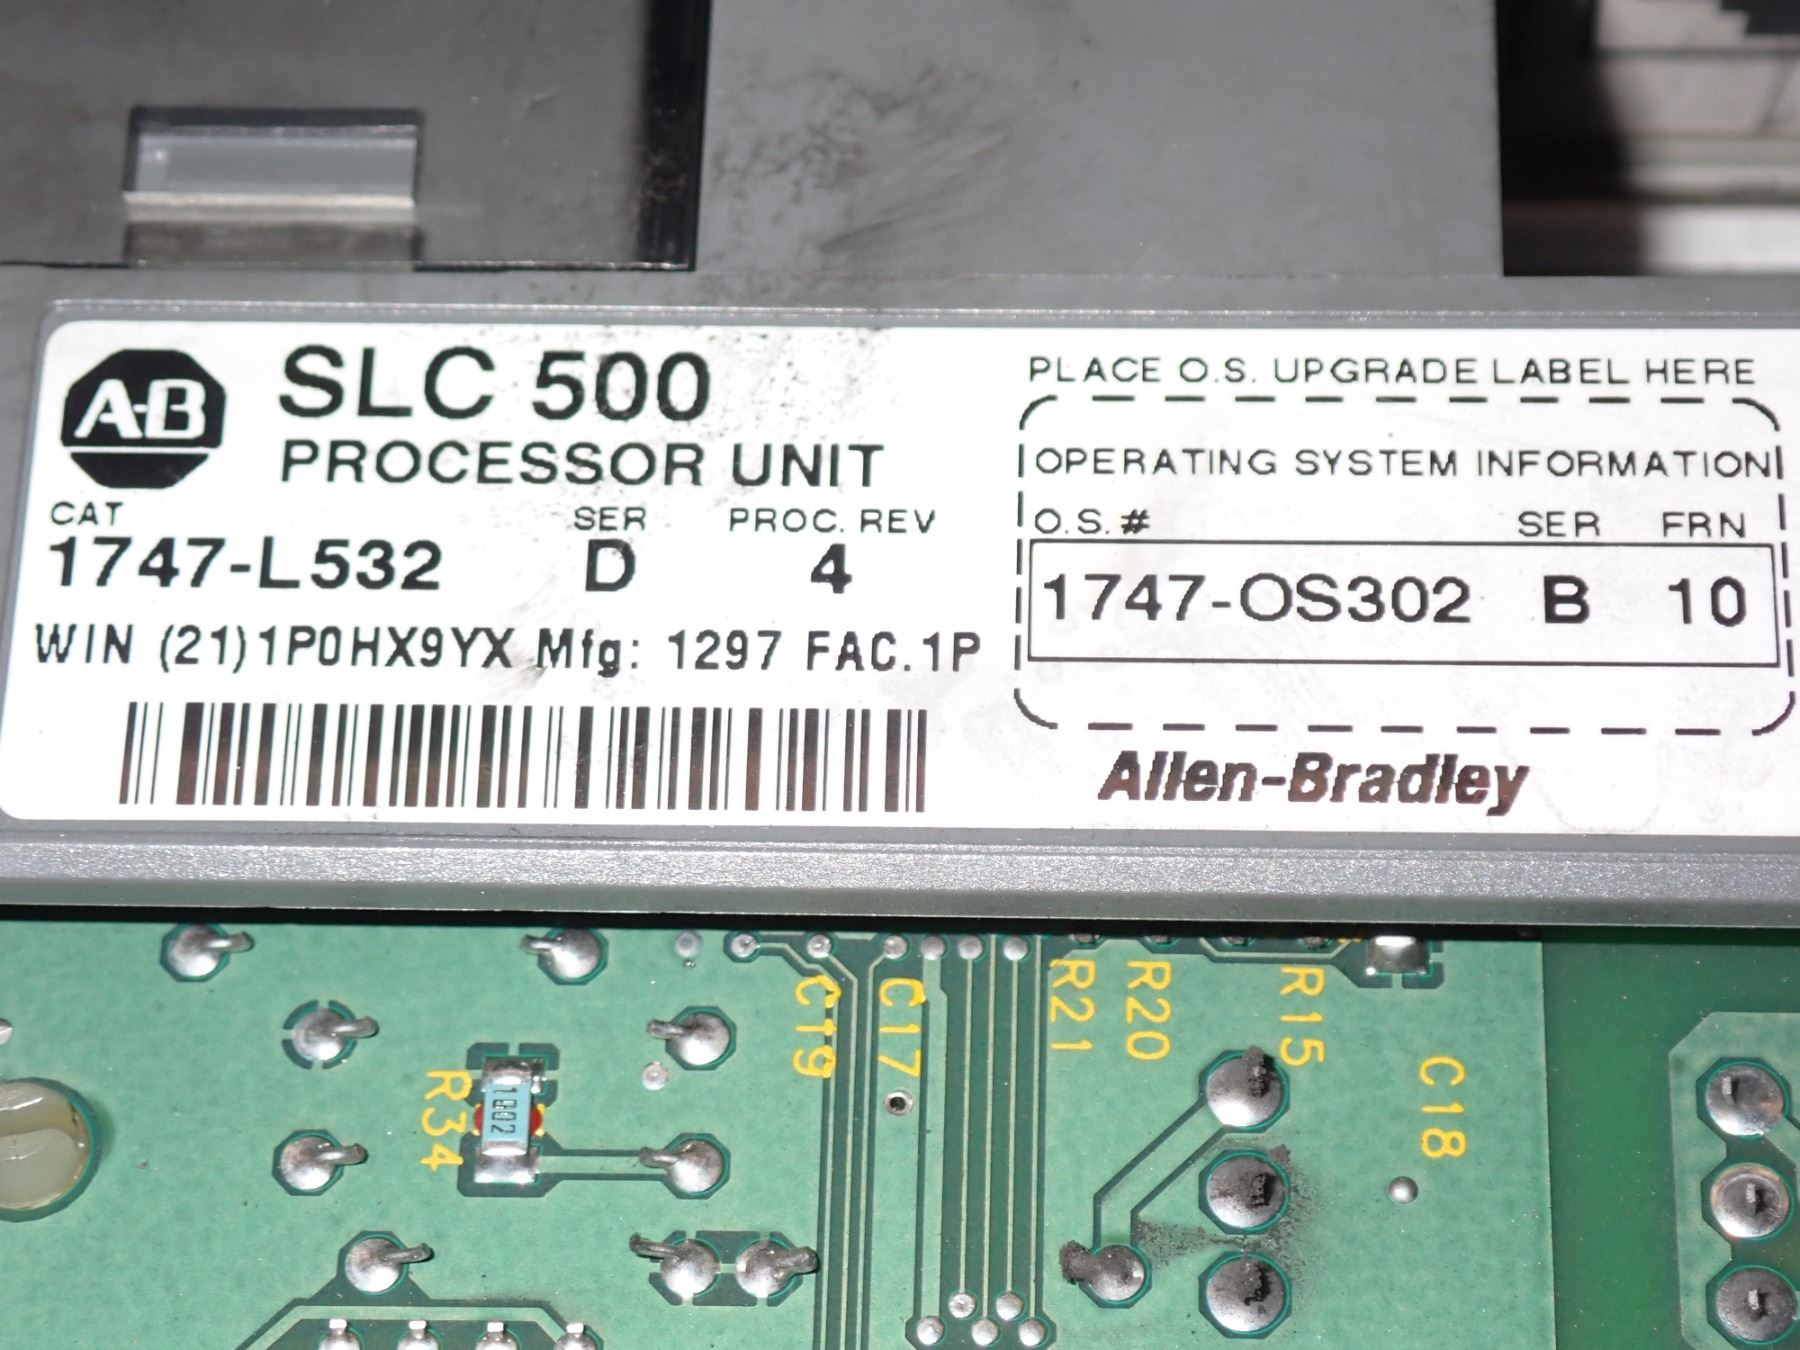 A-B
SLC 500
PROCESSOR UNIT
CAT SER PROC. REV
1747-L532 D 4
WIN (21)1P0HX9YX Mfg: 1297 FAC.1P
PLACE O.S. UPGRADE LABEL HERE
OPERATING SYSTEM INFORMATION
O.S.# SER FRN
1747-OS302 B 10
Allen-Bradley
C19
C17
R21
R20
R15
C18
R34
1002